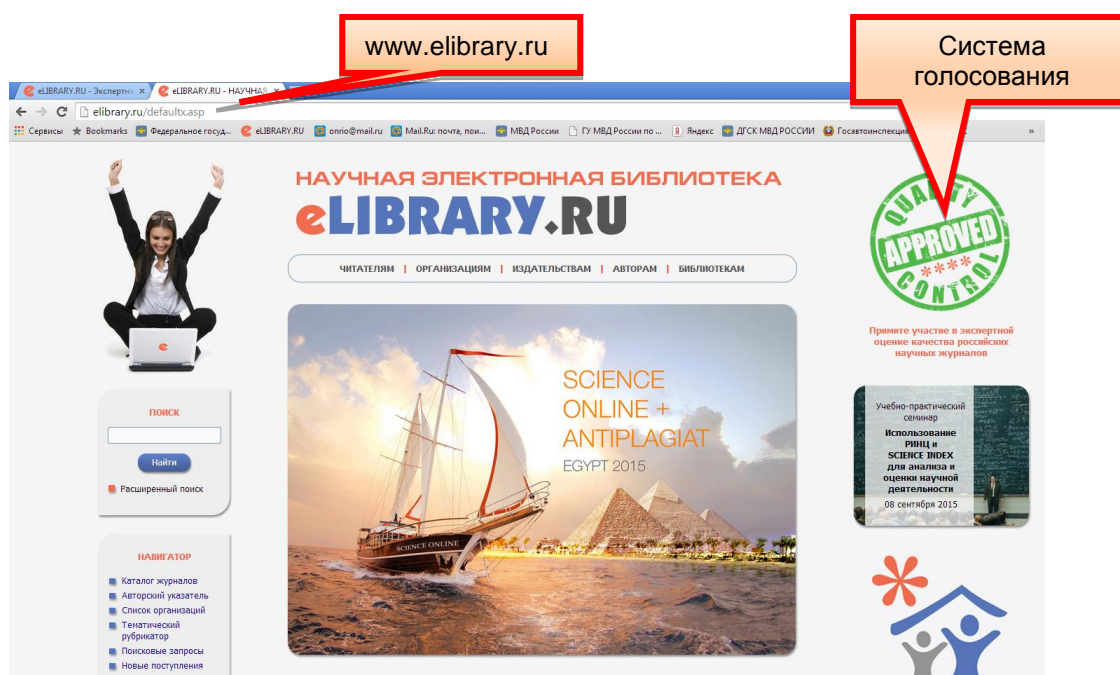 www.elibrary.ru
Система
голосования
eLIBRARY.RU - Эксперт
eLIBRARY.RU - НАУЧНАЯ
elibrary.ru/defaultx.asp
Сервисы
Bookmarks
Федеральное госуд...
eLIBRARY.RU
onrio@mail.ru
Mail.Ru: почта, пои...
МВД России
ГУ МВД России по ...
Яндекс
ДГСК МВД РОССИИ
Госавтоинспекция
»
НАУЧНАЯ ЭЛЕКТРОННАЯ БИБЛИОТЕКА
eLIBRARY.RU
ЧИТАТЕЛЯМ | ОРГАНИЗАЦИЯМ | ИЗДАТЕЛЬСТВАМ | АВТОРАМ | БИБЛИОТЕКАМ
QUALITY
APPROVED
CONTROL
Примите участие в экспертной
оценке качества российских
научных журналов
SCIENCE
ONLINE +
ANTIPLAGIAT
EGYPT 2015
SCIENCE ONLINE
ПОИСК
Найти
Расширенный поиск
Учебно-практический
семинар
Использование
РИНЦ и
SCIENCE INDEX
для анализа и
оценки научной
деятельности
08 сентября 2015
НАВИГАТОР
Каталог журналов
Авторский указатель
Список организаций
Тематический
рубрикатор
Поисковые запросы
Новые поступления